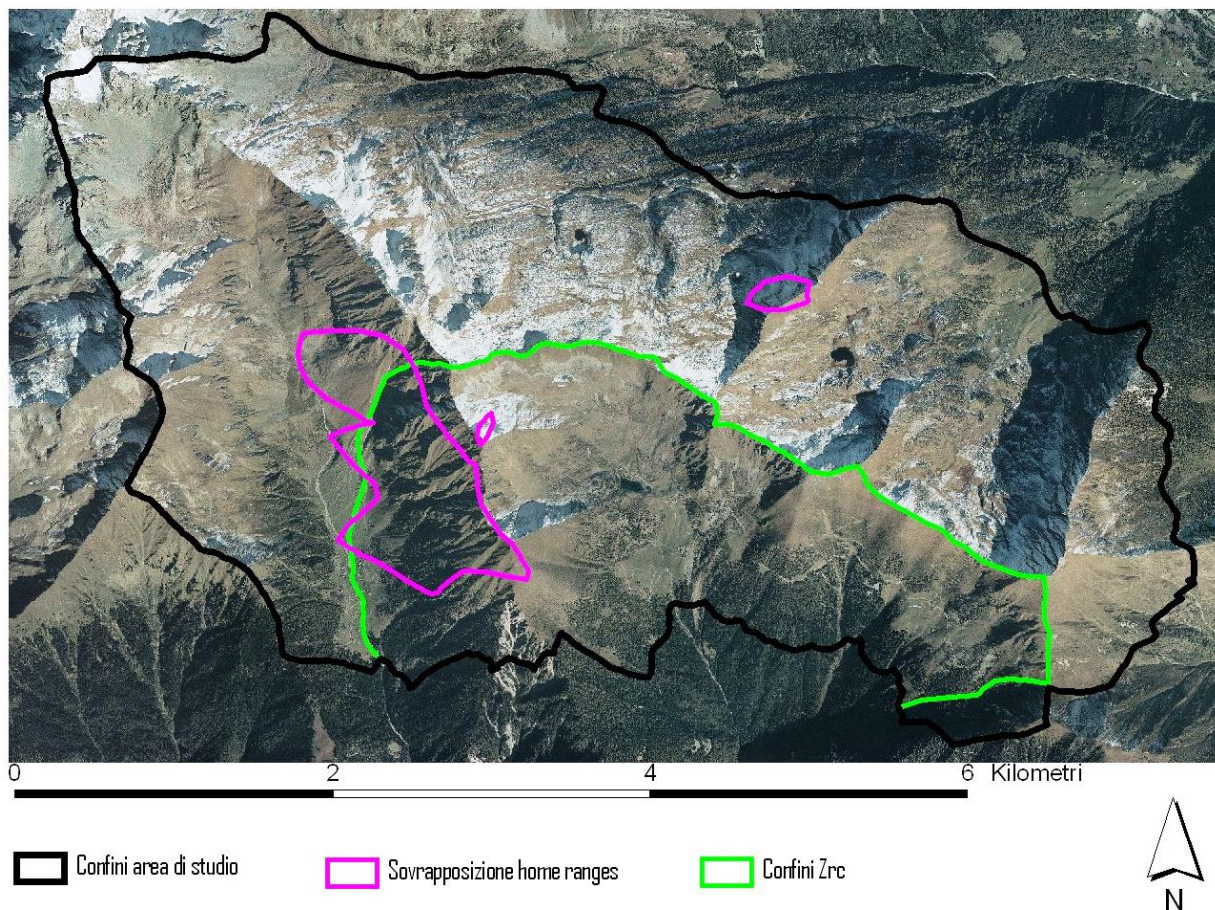 0 2 4 6 Kilometri
Confini area di studio Sovrapposizione home ranges Confini Zrc
N